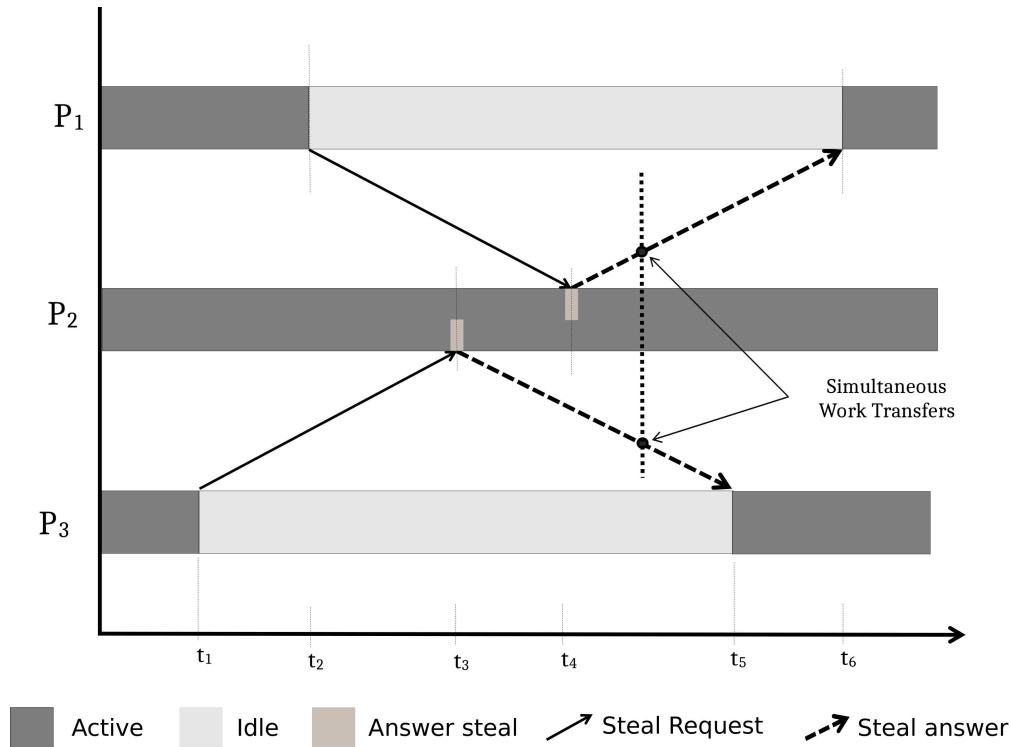 P1
P2
Simultaneous
Work Transfers
P3
t1 t2 t3 t4 t5 t6
Active Idle Answer steal Steal Request Steal answer